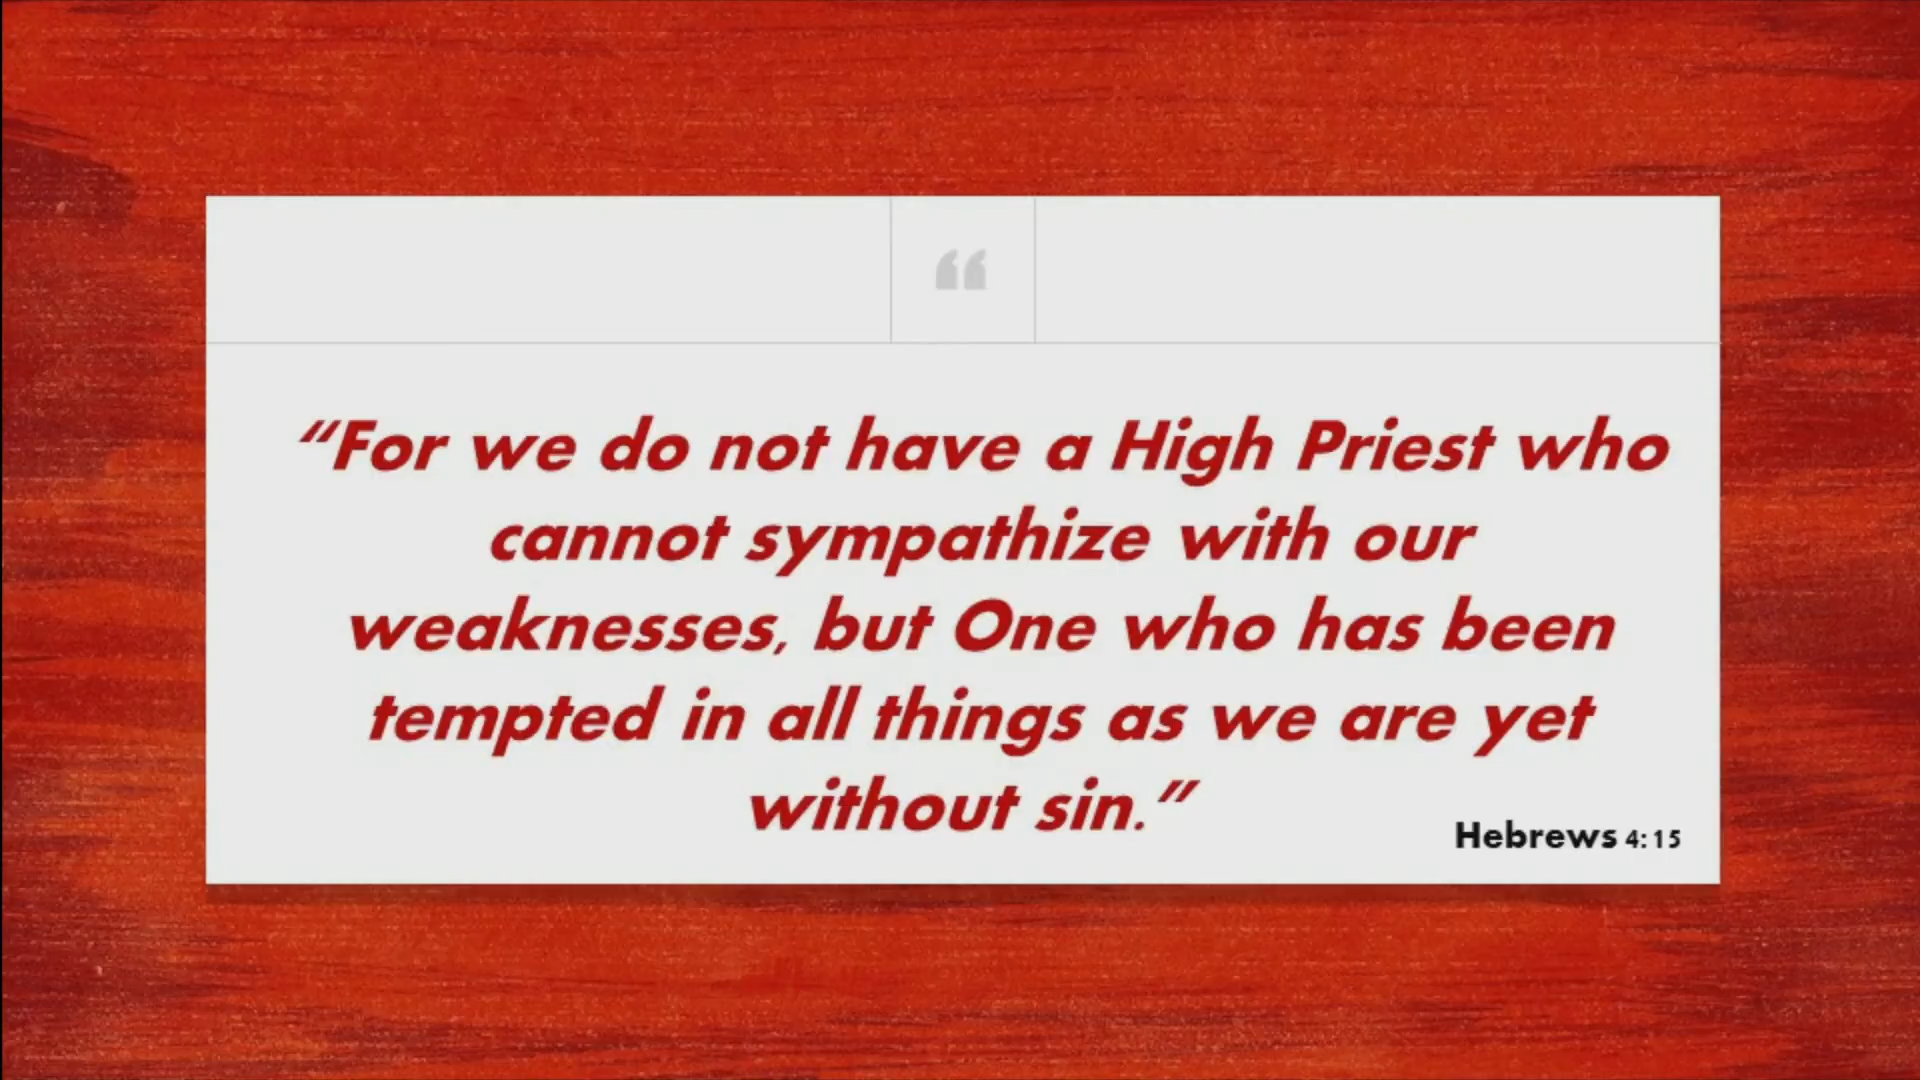 “
“For we do not have a High Priest who
cannot sympathize with our
weaknesses, but One who has been
tempted in all things as we are yet
without sin.”
Hebrews 4:15